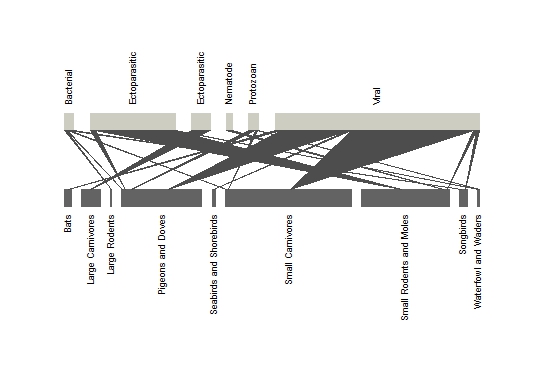 Bats
Large Carnivores
Large Rodents
Pigeons and Doves
Seabirds and Shorebirds
Small Carnivores
Small Rodents and Moles
Songbirds
Waterfowl and Waders
Bacterial
Ectoparasitic
Ectoparasitic
Nematode
Protozoan
Viral